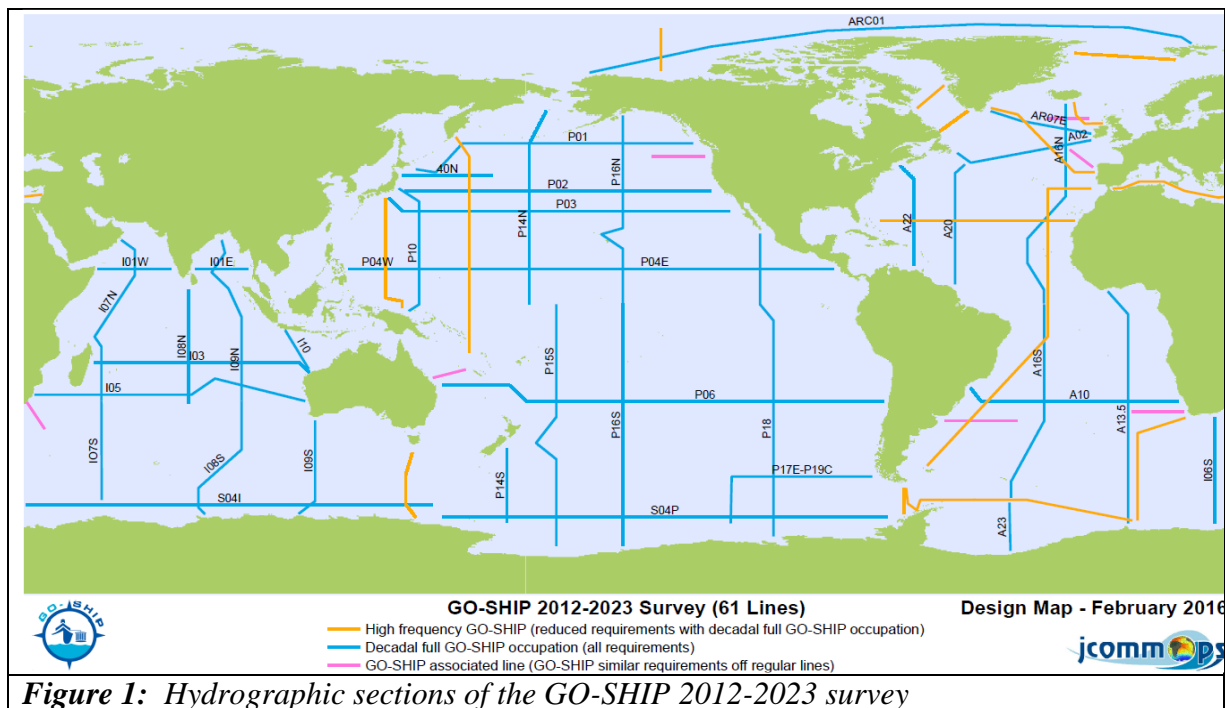 ARC01
AR07E
A02
A16N
P01
P16N
40N
P02
P03
P14N
P10
A22
A20
I01W
I01E
P04W
P04E
I07N
I08N
I03
I09N
I10
P15S
A16S
I05
P06
A10
P16S
P18
A13.5
IO7S
I08S
I09S
P14S
P17E-P19C
I06S
S04I
S04P
A23
GO-SHIP
GO-SHIP 2012-2023 Survey (61 Lines)
Design Map - February 2016
High frequency GO-SHIP (reduced requirements with decadal full GO-SHIP occupation)
Decadal full GO-SHIP occupation (all requirements)
GO-SHIP associated line (GO-SHIP similar requirements off regular lines)
jcommops
Figure 1: Hydrographic sections of the GO-SHIP 2012-2023 survey